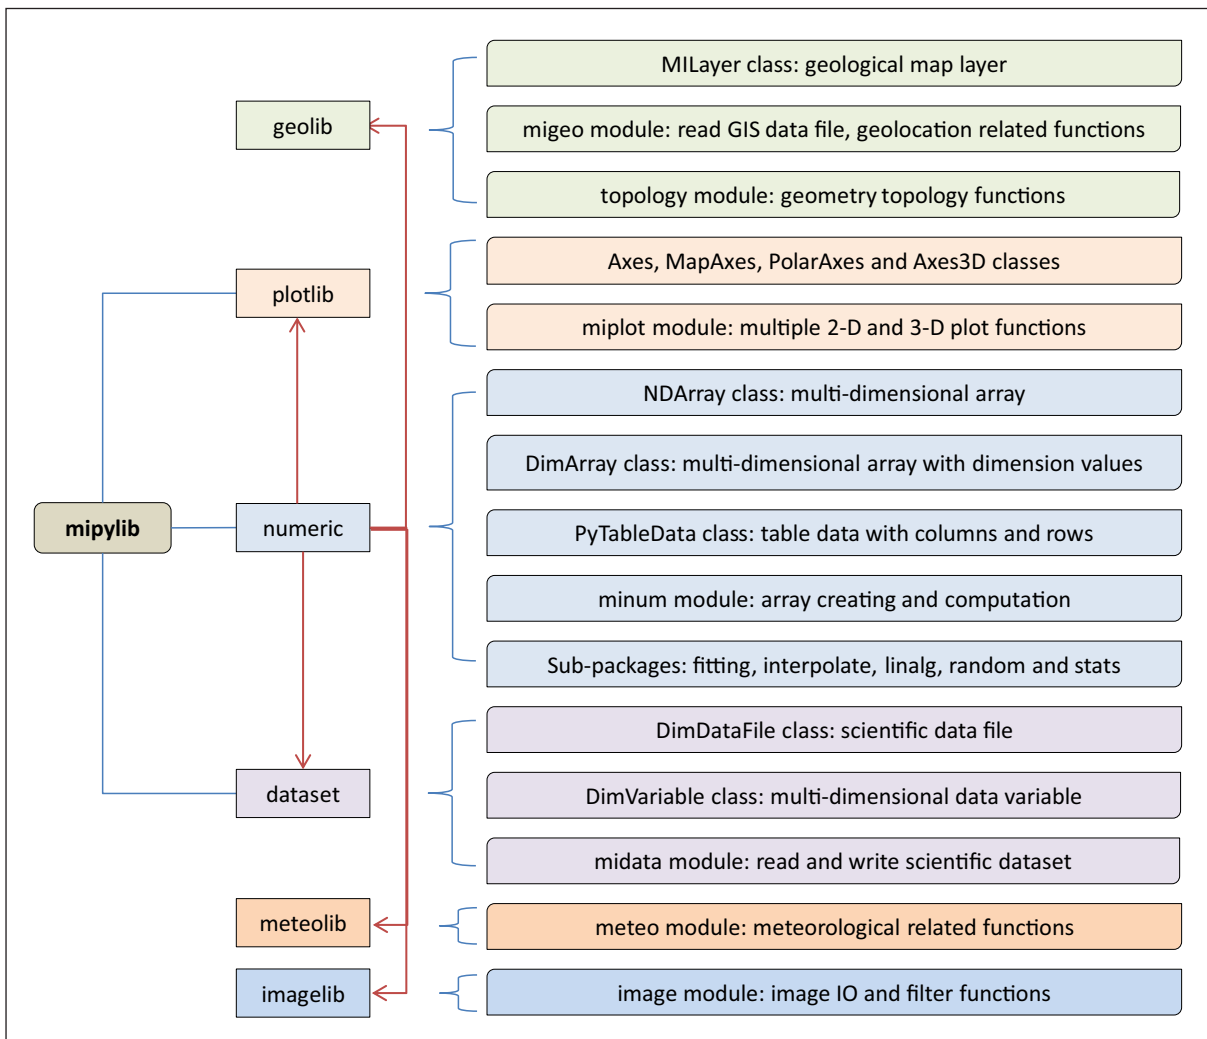 MILayer class: geological map layer
geolib
migeo module: read GIS data file, geolocation related functions
topology module: geometry topology functions
Axes, MapAxes, PolarAxes and Axes3D classes
plotlib
miplot module: multiple 2-D and 3-D plot functions
NDArray class: multi-dimensional array
DimArray class: multi-dimensional array with dimension values
mipylib
numeric
PyTableData class: table data with columns and rows
minum module: array creating and computation
Sub-packages: fitting, interpolate, linalg, random and stats
DimDataFile class: scientific data file
dataset
DimVariable class: multi-dimensional data variable
midata module: read and write scientific dataset
meteolib
meteo module: meteorological related functions
imagelib
image module: image IO and filter functions